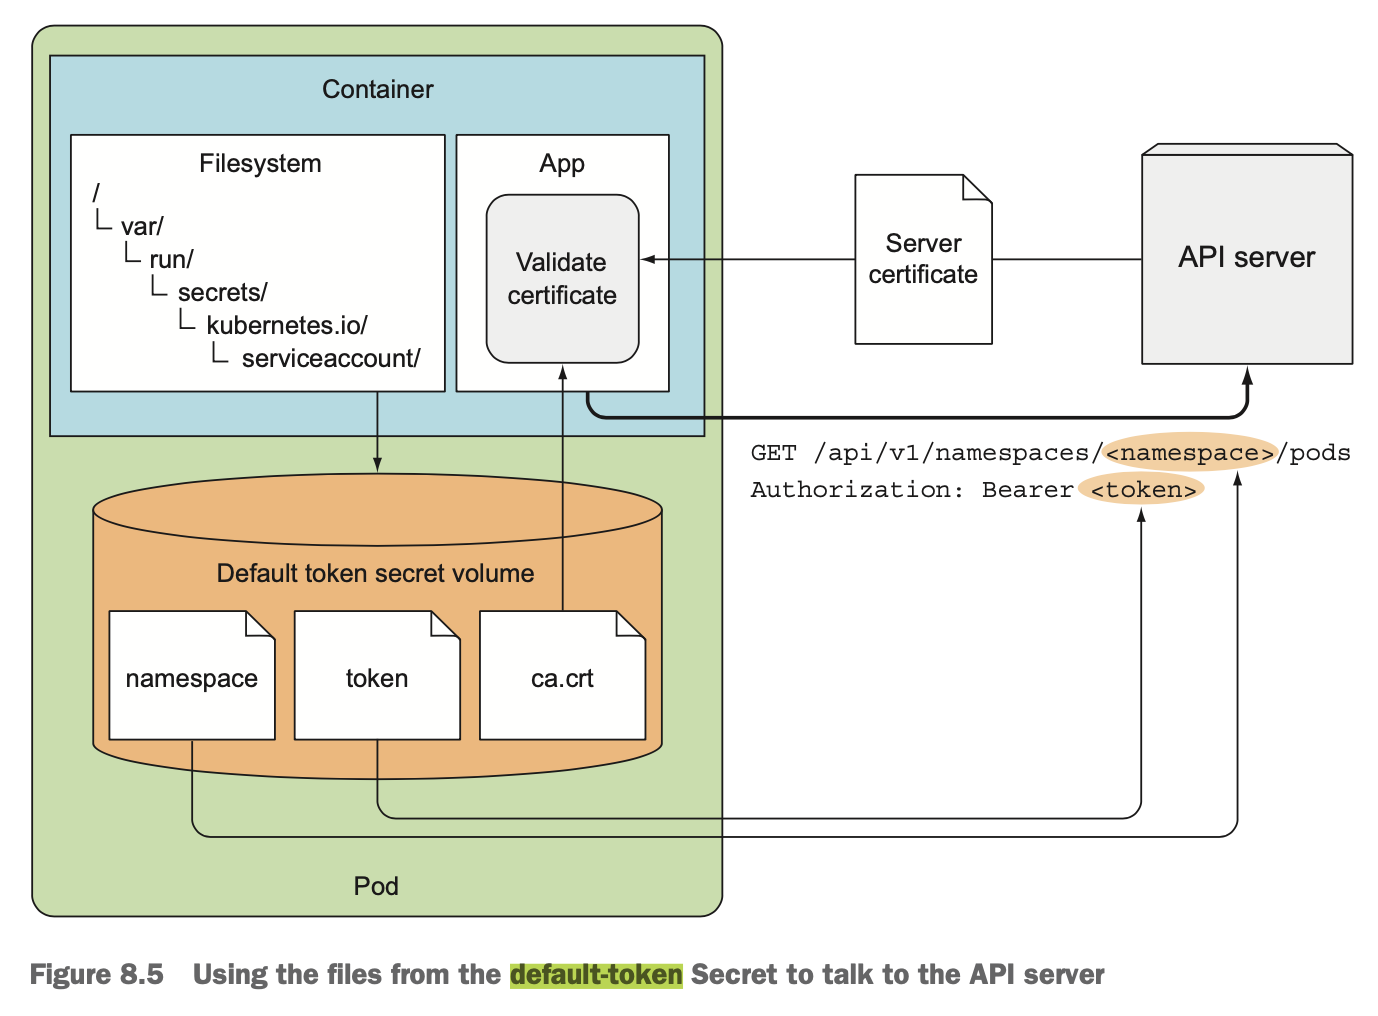 Container
Filesystem
/
var/
run/
secrets/
kubernetes.io/
serviceaccount/
App
Validate
certificate
Server
certificate
API server
GET /api/v1/namespaces/<namespace>/pods
Authorization: Bearer <token>
Default token secret volume
namespace
token
ca.crt
Pod
Figure 8.5 Using the files from the default-token Secret to talk to the API server